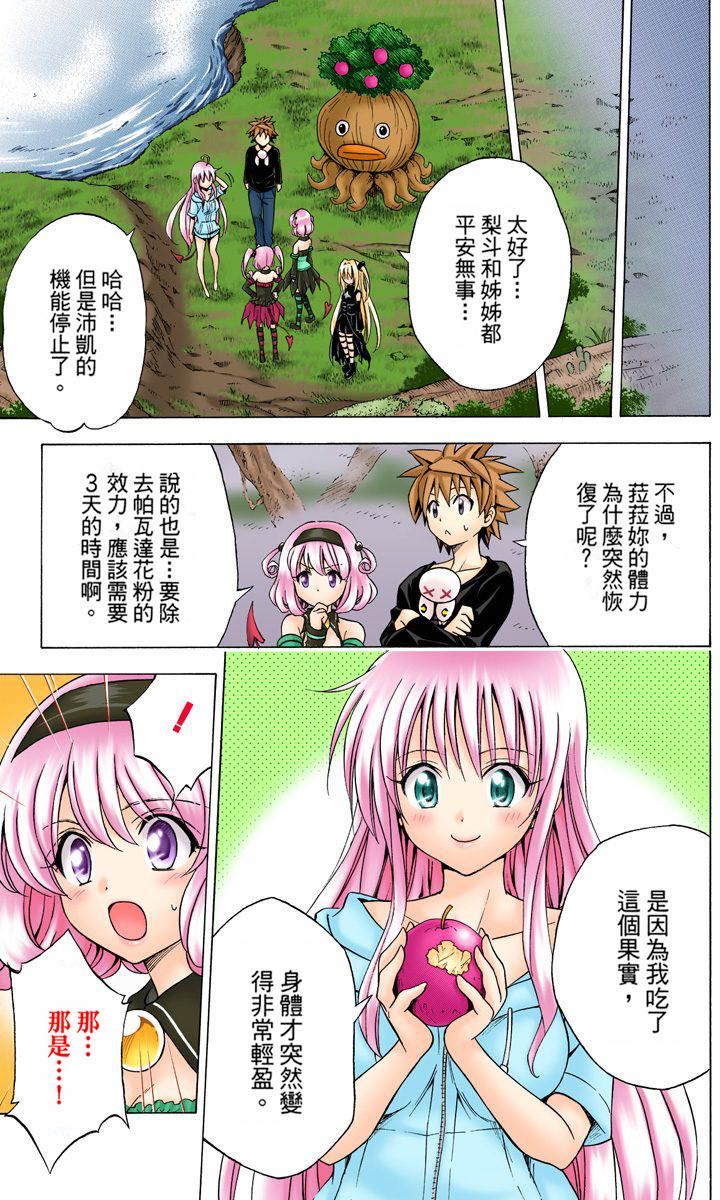 太好了…
梨斗和姊姊都
平安無事…
哈哈…
但是沛凱的
機能停止了。
不過，
菈菈妳的體力
為什麼突然恢
復了呢？
說的也是…要除
去帕瓦達花粉的
效力，應該需要
3天的時間啊。
是因為我吃了
這個果實，
身體才突然變
得非常輕盈。
！
那…
那是…！